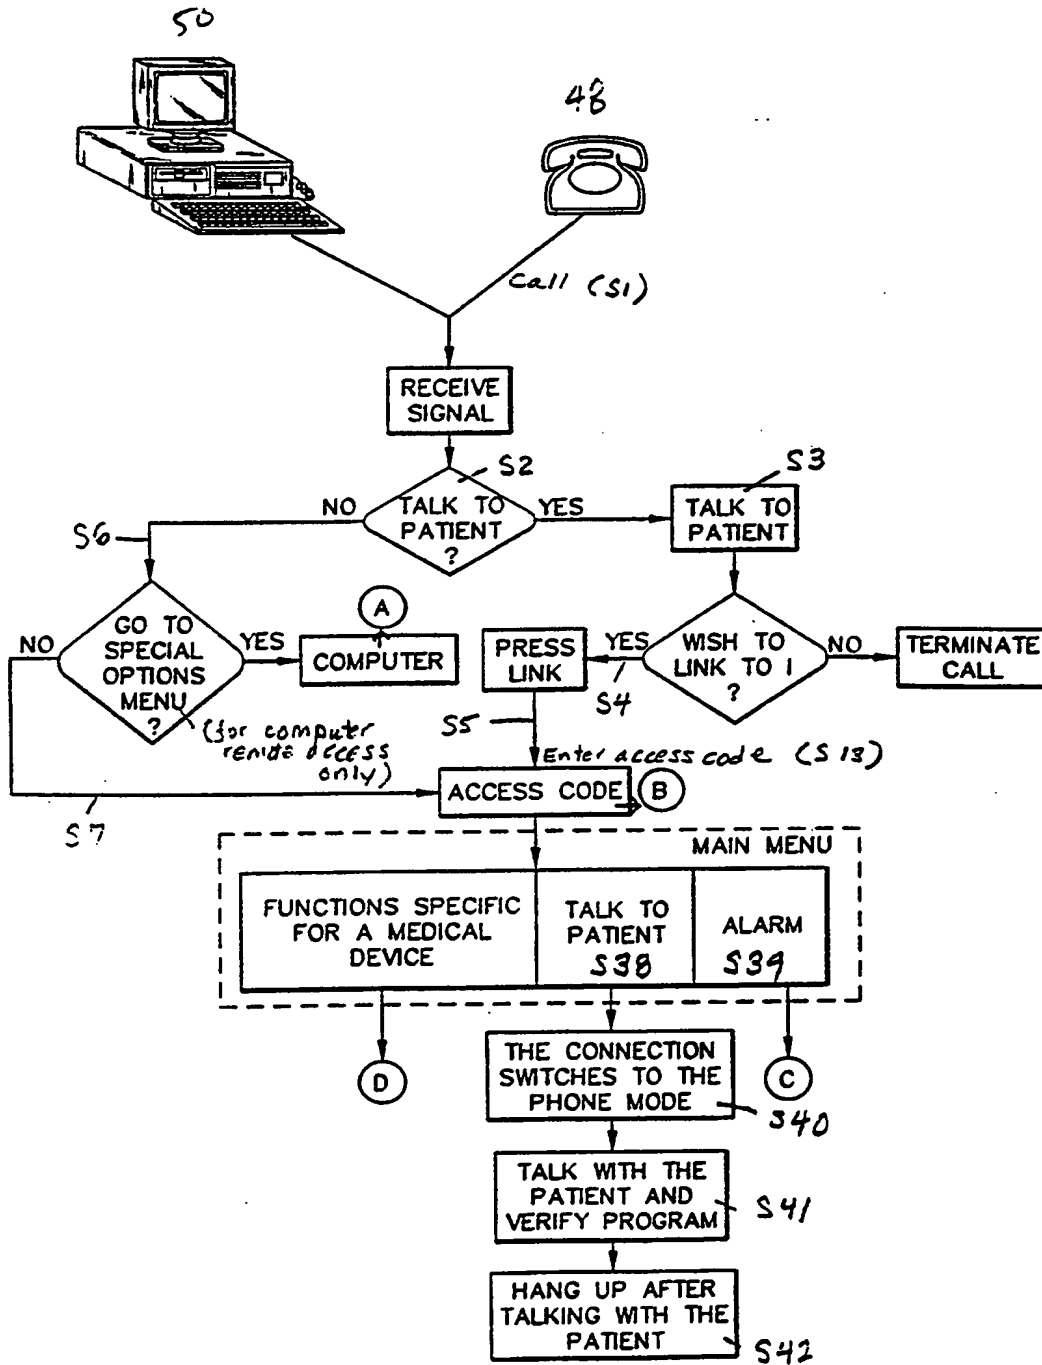 50
48
Call (S1)
RECEIVE
SIGNAL
S2
TALK TO
PATIENT
?
NO
YES
S3
TALK TO
PATIENT
S6
GO TO
SPECIAL
OPTIONS
MENU
?
NO
YES
(for computer
remote access
only)
A
COMPUTER
PRESS
LINK
YES
S4
WISH TO
LINK TO 1
?
NO
TERMINATE
CALL
S5
Enter access code (S13)
S7
ACCESS CODE
B
MAIN MENU
FUNCTIONS SPECIFIC
FOR A MEDICAL
DEVICE
TALK TO
PATIENT
S38
ALARM
S39
D
THE CONNECTION
SWITCHES TO THE
PHONE MODE
S40
C
TALK WITH THE
PATIENT AND
VERIFY PROGRAM
S41
HANG UP AFTER
TALKING WITH THE
PATIENT
S42